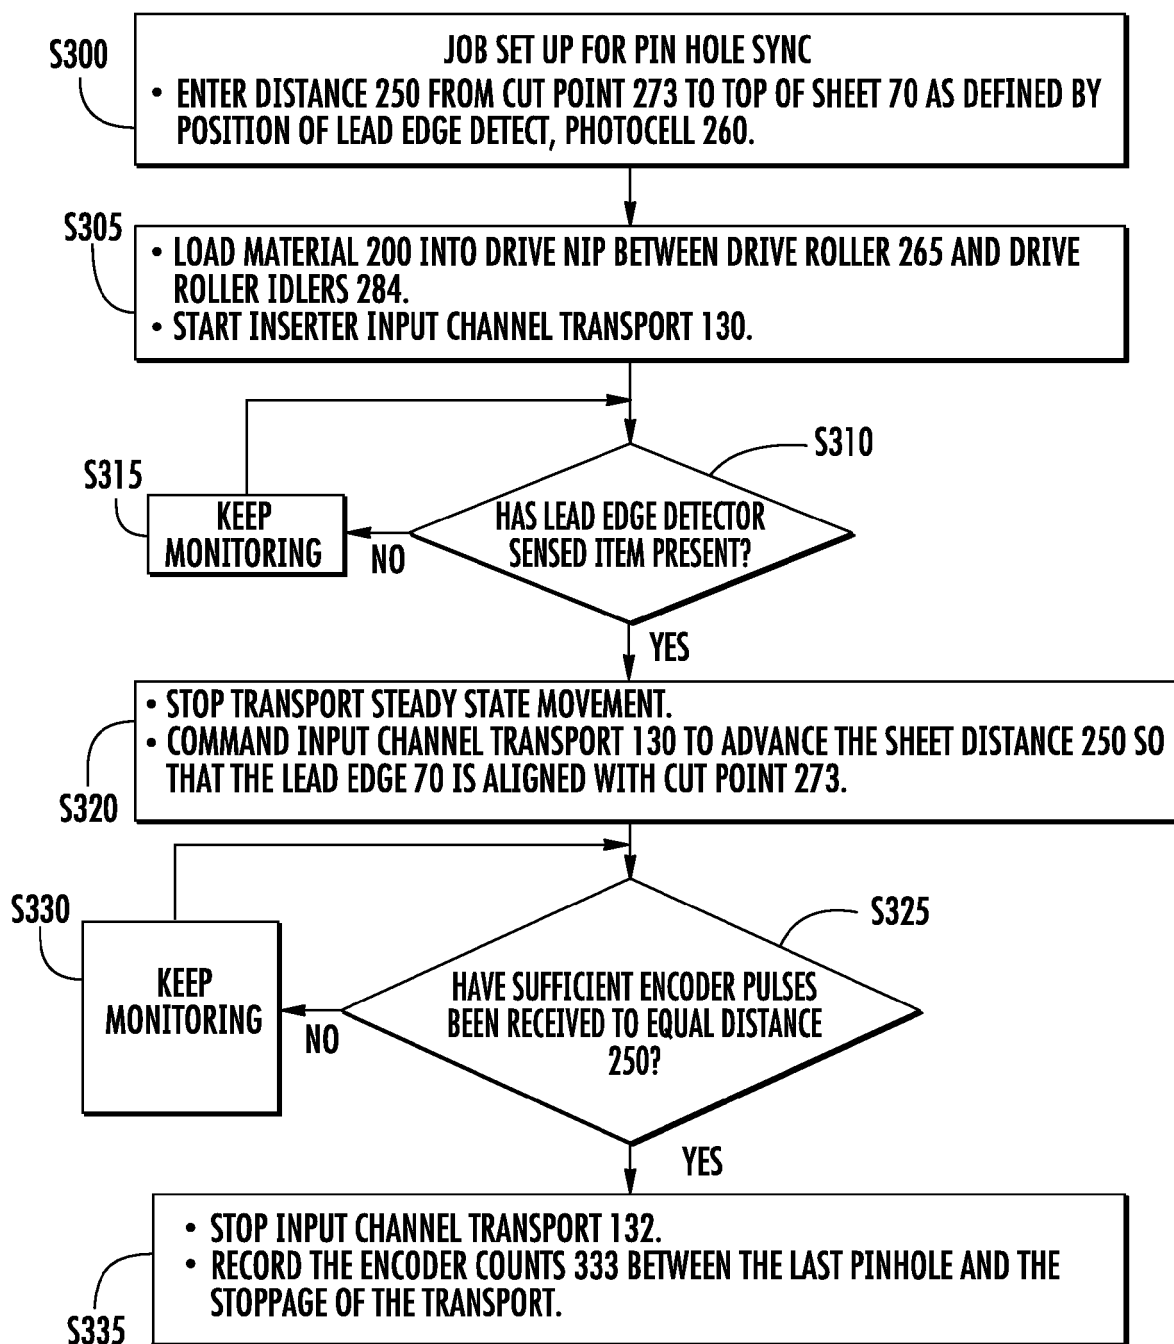 S300
JOB SET UP FOR PIN HOLE SYNC
• ENTER DISTANCE 250 FROM CUT POINT 273 TO TOP OF SHEET 70 AS DEFINED BY
POSITION OF LEAD EDGE DETECT, PHOTOCELL 260.
S305
• LOAD MATERIAL 200 INTO DRIVE NIP BETWEEN DRIVE ROLLER 265 AND DRIVE
ROLLER IDLERS 284.
• START INSERTER INPUT CHANNEL TRANSPORT 130.
S310
S315
KEEP
MONITORING
NO
HAS LEAD EDGE DETECTOR
SENSED ITEM PRESENT?
YES
• STOP TRANSPORT STEADY STATE MOVEMENT.
• COMMAND INPUT CHANNEL TRANSPORT 130 TO ADVANCE THE SHEET DISTANCE 250 SO
THAT THE LEAD EDGE 70 IS ALIGNED WITH CUT POINT 273.
S320
S330
S325
KEEP
MONITORING
NO
HAVE SUFFICIENT ENCODER PULSES
BEEN RECEIVED TO EQUAL DISTANCE
250?
YES
• STOP INPUT CHANNEL TRANSPORT 132.
• RECORD THE ENCODER COUNTS 333 BETWEEN THE LAST PINHOLE AND THE
STOPPAGE OF THE TRANSPORT.
S335